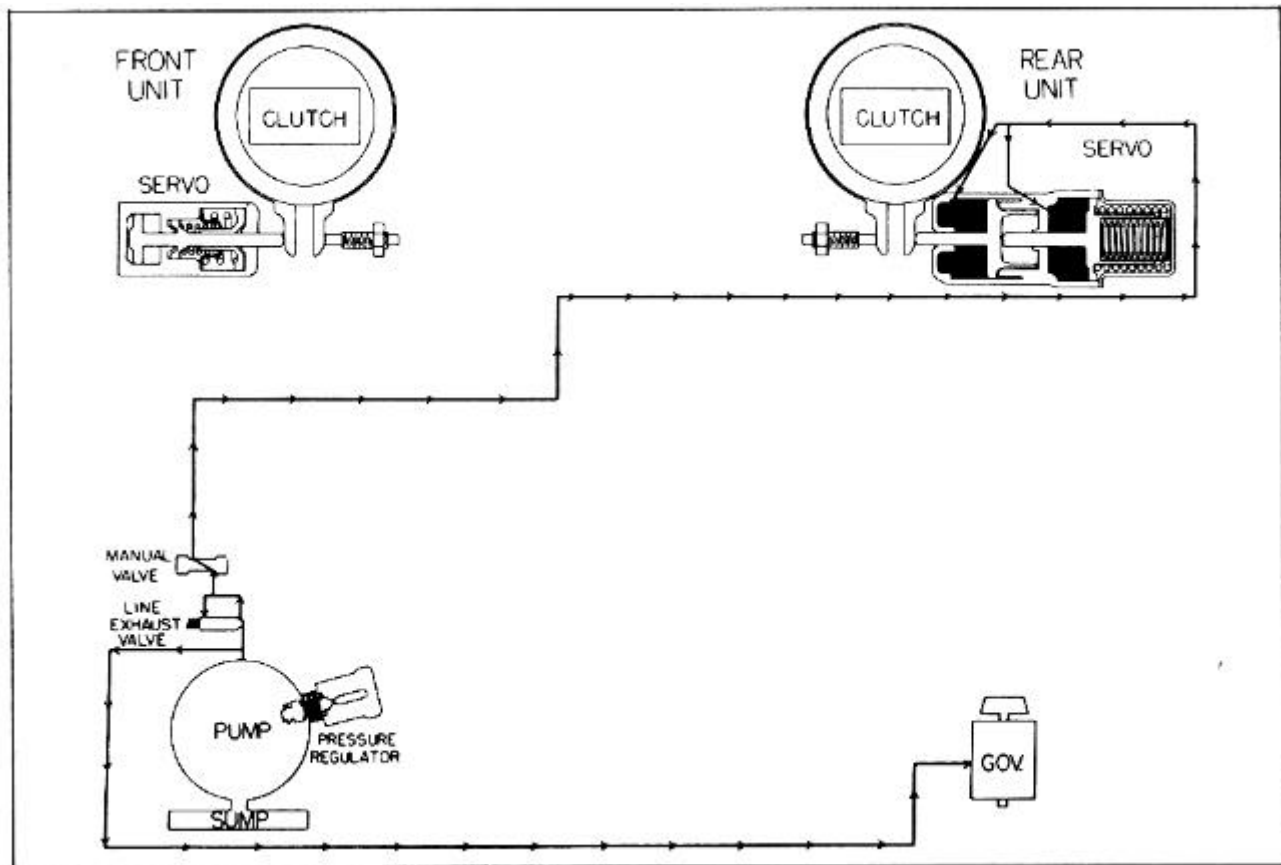 FRONT
UNIT
CLUTCH
SERVO
CLUTCH
REAR
UNIT
SERVO
MANUAL
VALVE
LINE
EXHAUST
VALVE
PUMP
PRESSURE
REGULATOR
SUMP
GOV.